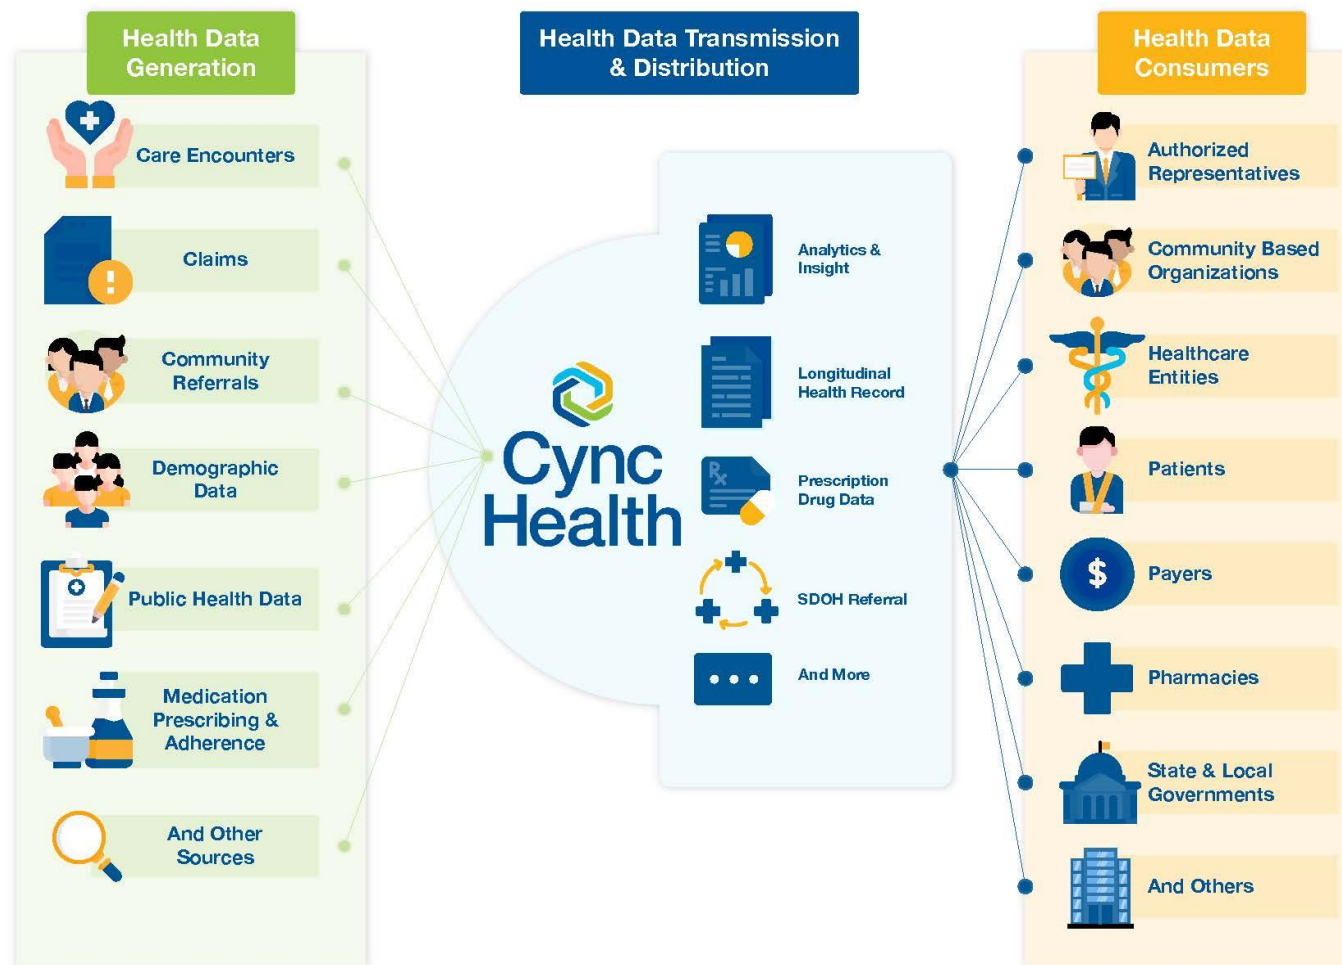 Health Data
Generation
Care Encounters
Claims
Community
Referrals
Demographic
Data
Public Health Data
Medication
Prescribing &
Adherence
And Other
Sources
Health Data Transmission
& Distribution
Cync
Health
Analytics &
Insight
Longitudinal
Health Record
Rx
Prescription
Drug Data
SDOH Referral
And More
Health Data
Consumers
Authorized
Representatives
Community Based
Organizations
Healthcare
Entities
Patients
$
Payers
Pharmacies
State & Local
Governments
And Others